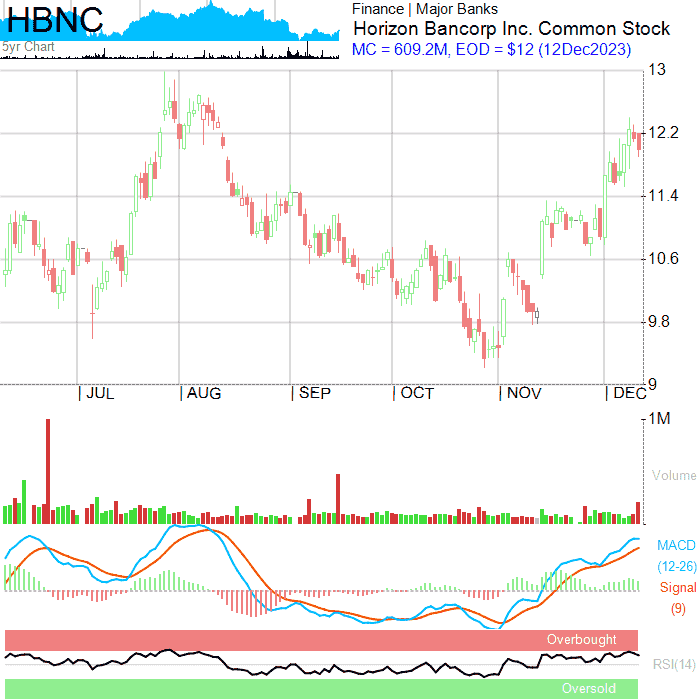 HBNC
5yr Chart
Finance | Major Banks
Horizon Bancorp Inc. Common Stock
MC = 609.2M, EOD = $12 (12Dec2023)
13
12.2
11.4
10.6
9.8
9
| JUL | AUG | SEP | OCT | NOV | DEC
1M
Volume
MACD
(12-26)
Signal
(9)
Overbought
RSI(14)
Oversold